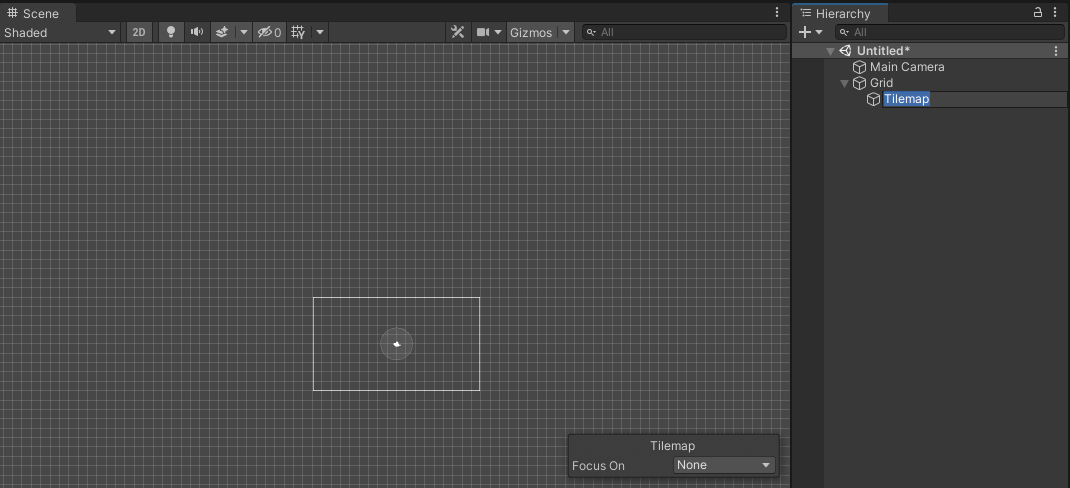 Scene
Hierarchy
Shaded
2D
0
Gizmos
All
All
Untitled*
Main Camera
Grid
Tilemap
Tilemap
Focus On
None